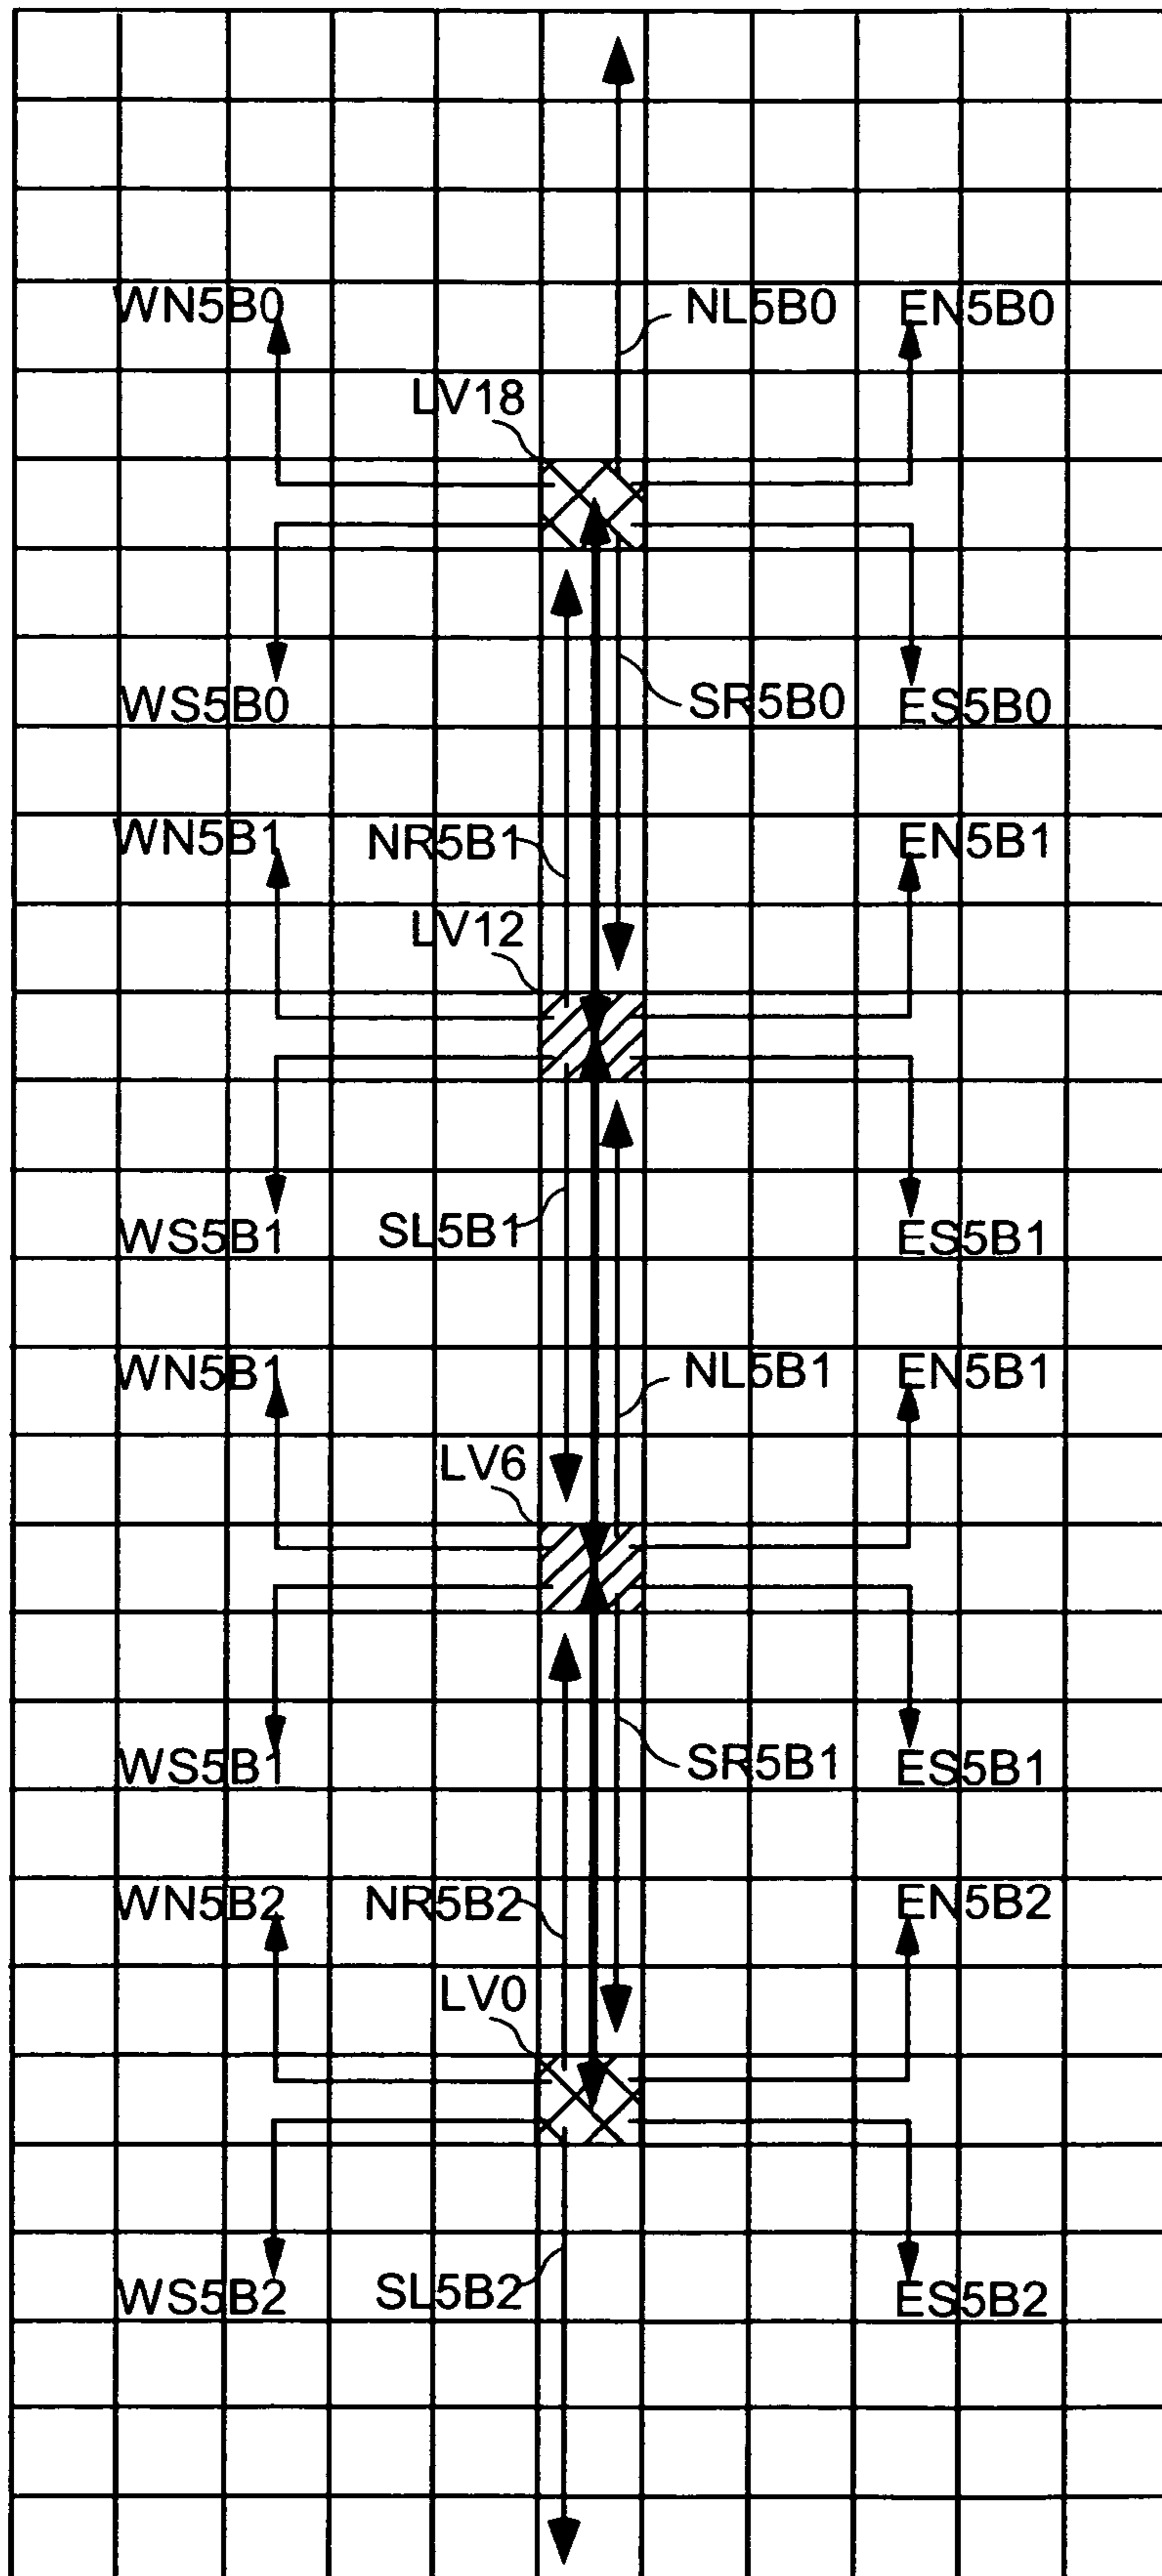 WN5B0
NL5B0
EN5B0
LV18
WS5B0
SR5B0
ES5B0
WN5B1
NR5B1
EN5B1
LV12
WS5B1
SL5B1
ES5B1
WN5B1
NL5B1
EN5B1
LV6
WS5B1
SR5B1
ES5B1
WN5B2
NR5B2
EN5B2
LV0
WS5B2
SL5B2
ES5B2